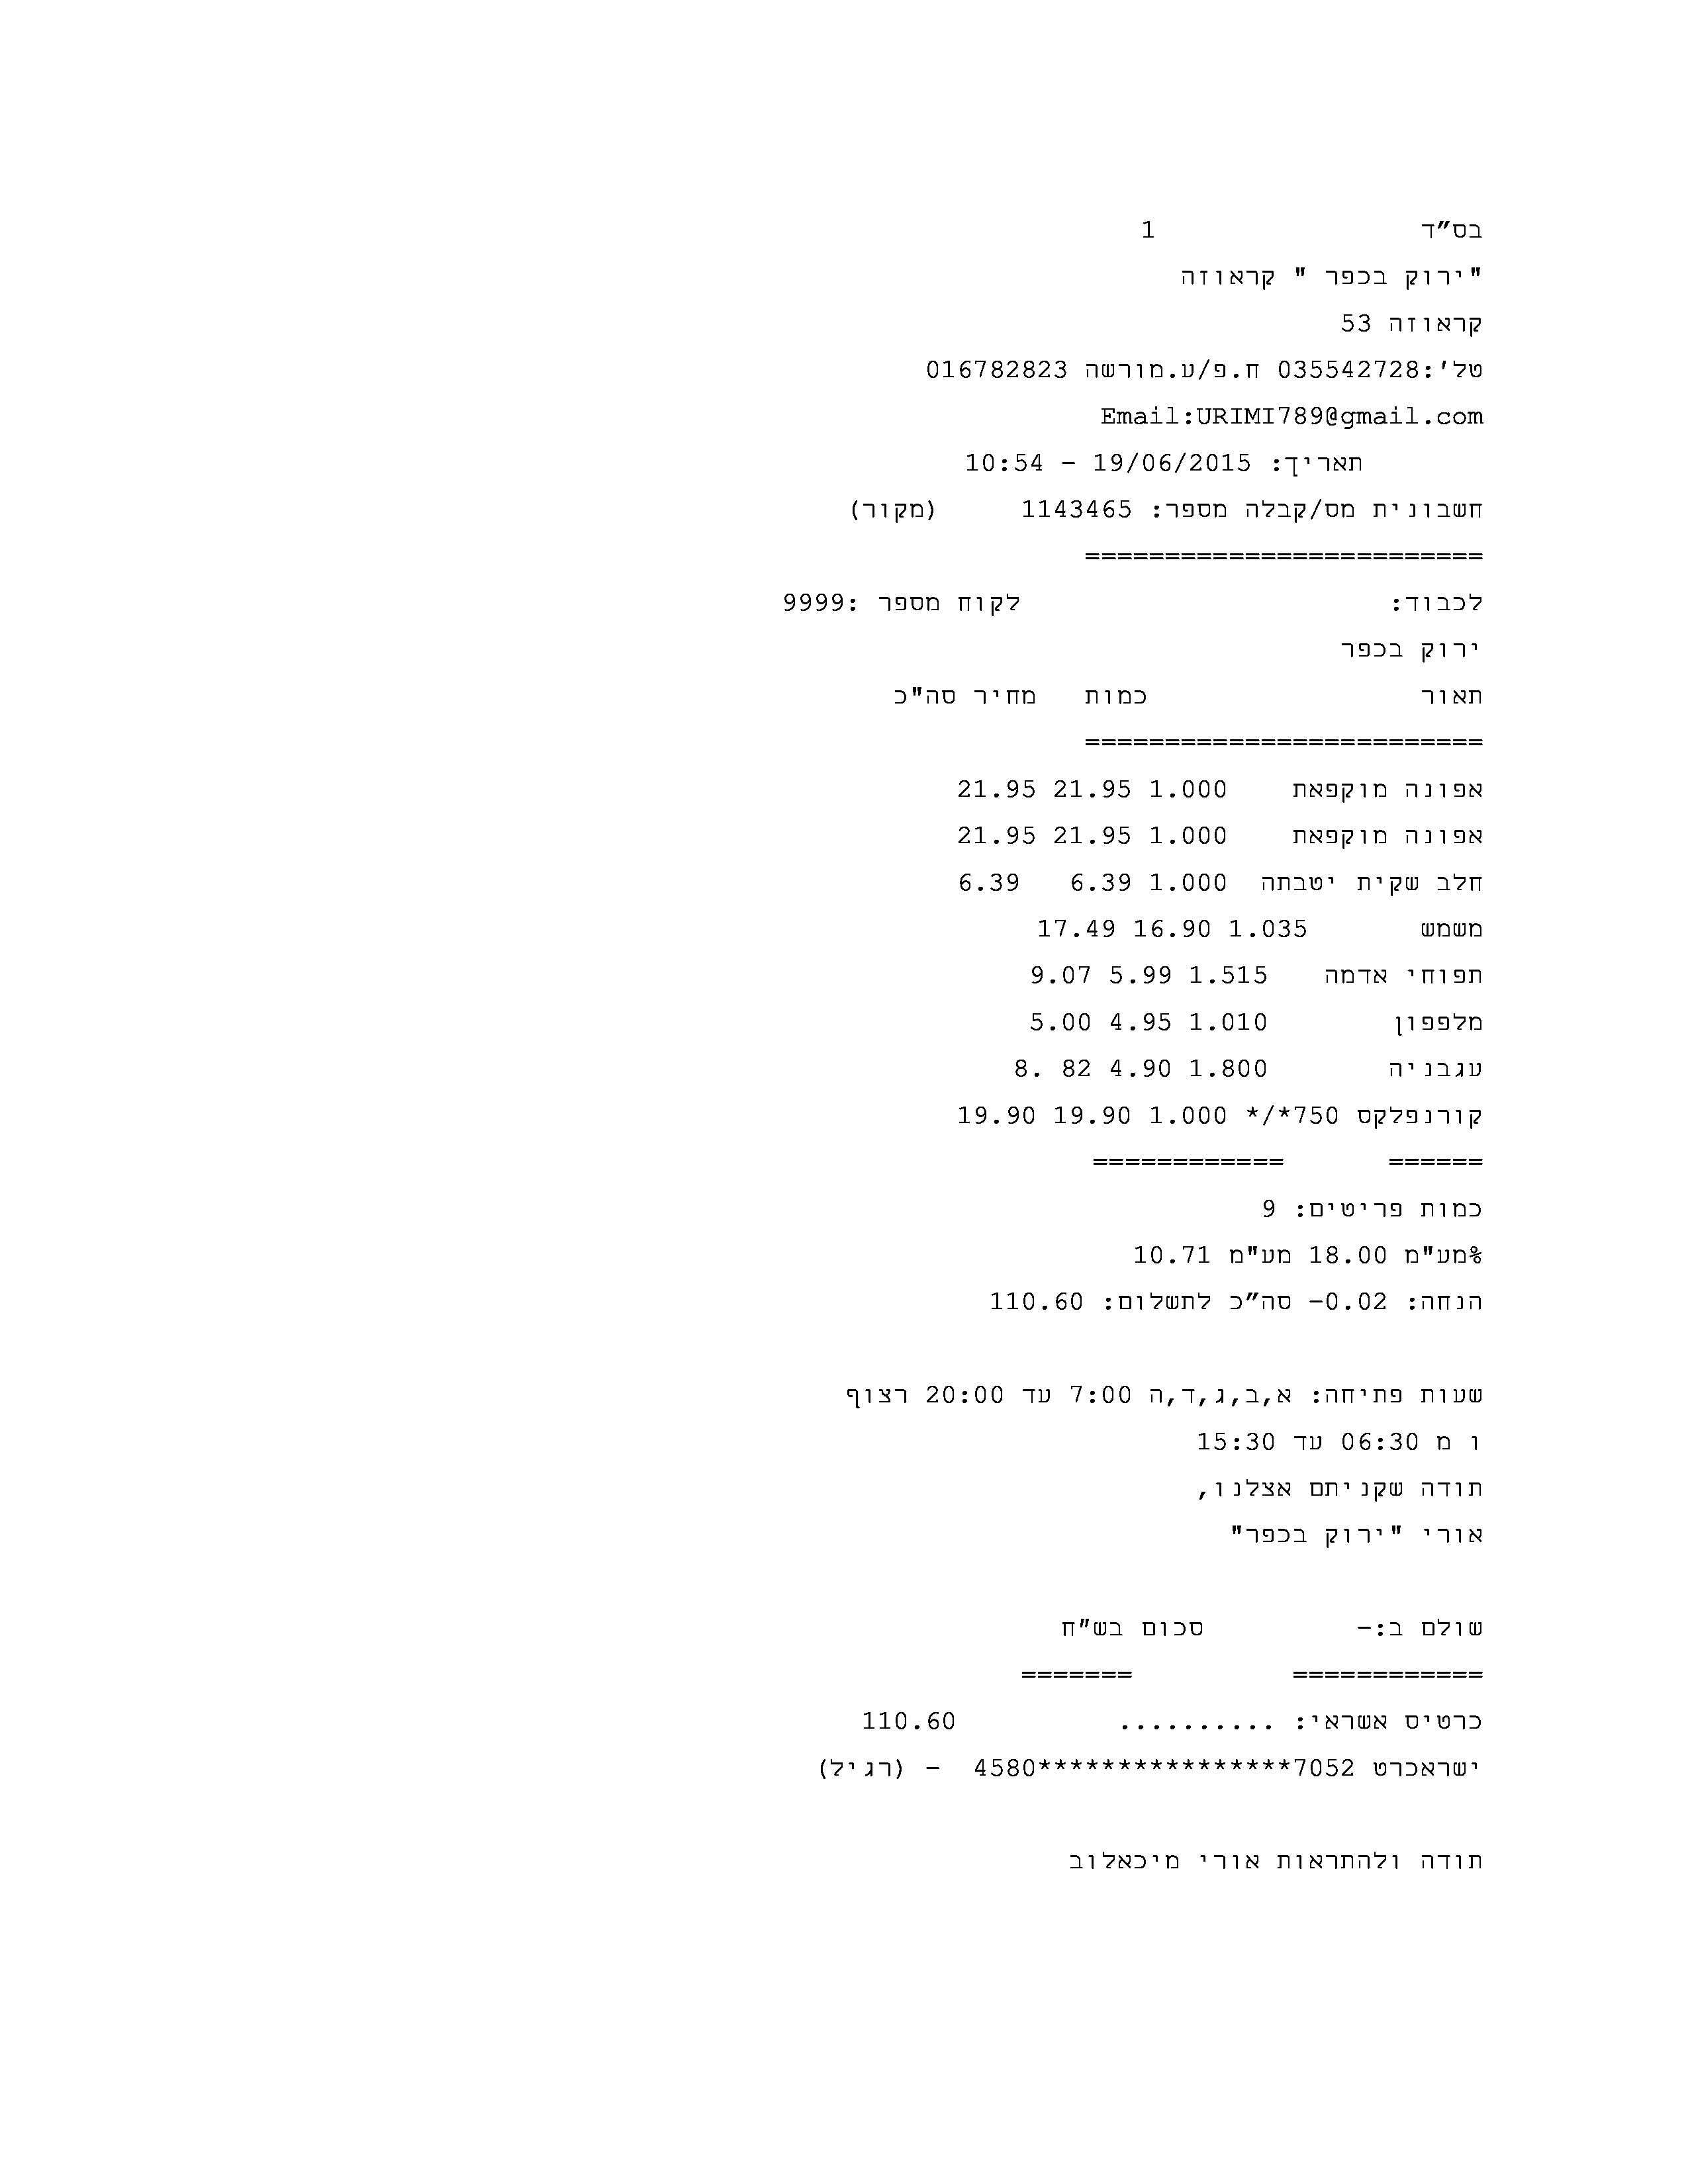 בס״ד 1
"ירוק בכפר " קראוזה
קראוזה 53
טל':035542728 ח.פ/ע.מורשה 016782823
Email:URIMI789@gmail.com
תאריך: 19/06/2015 - 10:54
חשבונית מס/קבלה מספר: 1143465 (מקור)
=========================
לכבוד: לקוח מספר :9999
ירוק בכפר
תאור כמות מחיר סה"כ
=========================
אפונה מוקפאת 1.000 21.95 21.95
אפונה מוקפאת 1.000 21.95 21.95
חלב שקית יטבתה 1.000 6.39 6.39
משמש 1.035 16.90 17.49
תפוחי אדמה 1.515 5.99 9.07
מלפפון 1.010 4.95 5.00
עגבניה 1.800 4.90 8. 82
קורנפלקס 750*/* 1.000 19.90 19.90
====== ============
כמות פריטים: 9
%מע"מ 18.00 מע"מ 10.71
הנחה: 0.02- סה״כ לתשלום: 110.60
שעות פתיחה: א,ב,ג,ד,ה 7:00 עד 20:00 רצוף
ו מ 06:30 עד 15:30
תודה שקניתם אצלנו,
אורי "ירוק בכפר"
שולם ב:- סכום בש״ח
============ =======
כרטיס אשראי: .......... 110.60
ישראכרט 7052****************4580 - (רגיל)
תודה ולהתראות אורי מיכאלוב